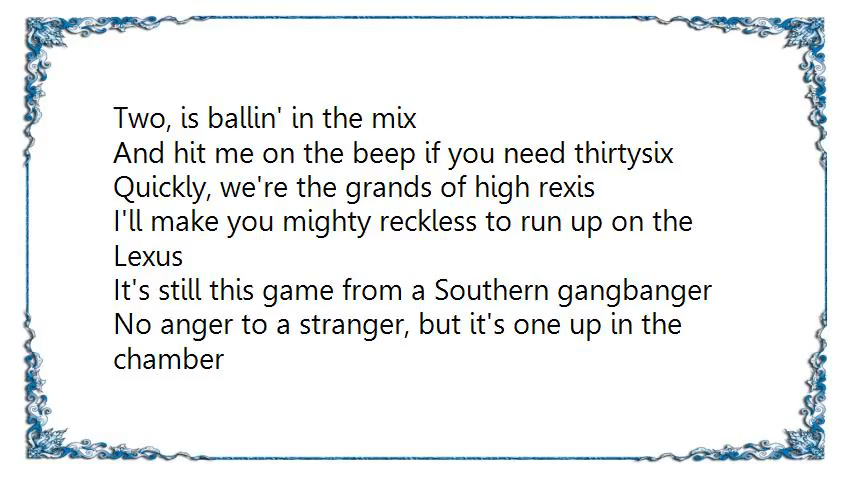 Two, is ballin' in the mix
And hit me on the beep if you need thirtysix
Quickly, we're the grands of high rexis
I'll make you mighty reckless to run up on the
Lexus
It's still this game from a Southern gangbanger
No anger to a stranger, but it's one up in the
chamber